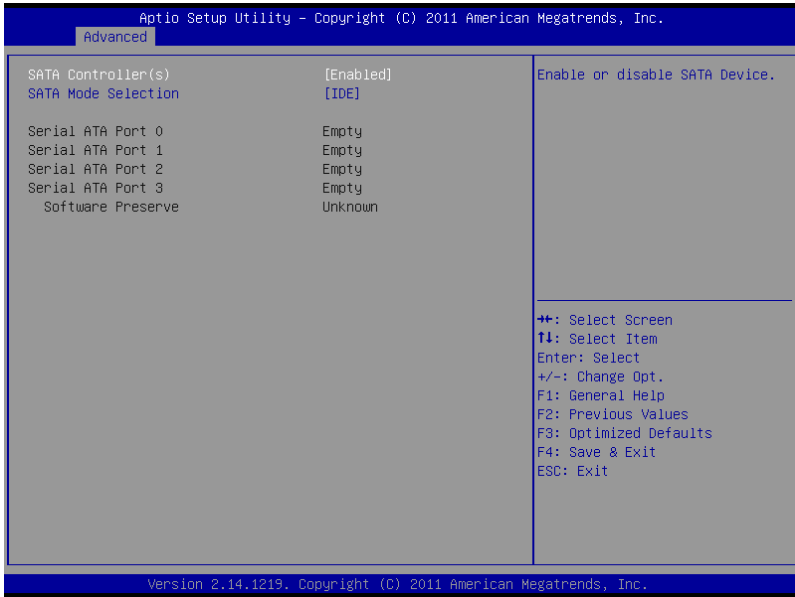 Aptio Setup Utility – Copyright (C) 2011 American Megatrends, Inc.
Advanced
SATA Controller(s) [Enabled]
SATA Mode Selection [IDE]
Serial ATA Port 0 Empty
Serial ATA Port 1 Empty
Serial ATA Port 2 Empty
Serial ATA Port 3 Empty
Software Preserve Unknown
Enable or disable SATA Device.
→←: Select Screen
↑↓: Select Item
Enter: Select
+/-: Change Opt.
F1: General Help
F2: Previous Values
F3: Optimized Defaults
F4: Save & Exit
ESC: Exit
Version 2.14.1219. Copyright (C) 2011 American Megatrends, Inc.